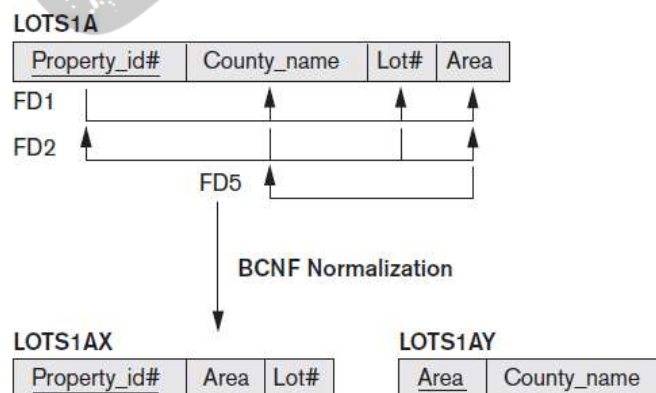 LOTS1A
Property_id# County_name Lot# Area
FD1
FD2
FD5
BCNF Normalization
LOTS1AX LOTS1AY
Property_id# Area Lot# Area County_name